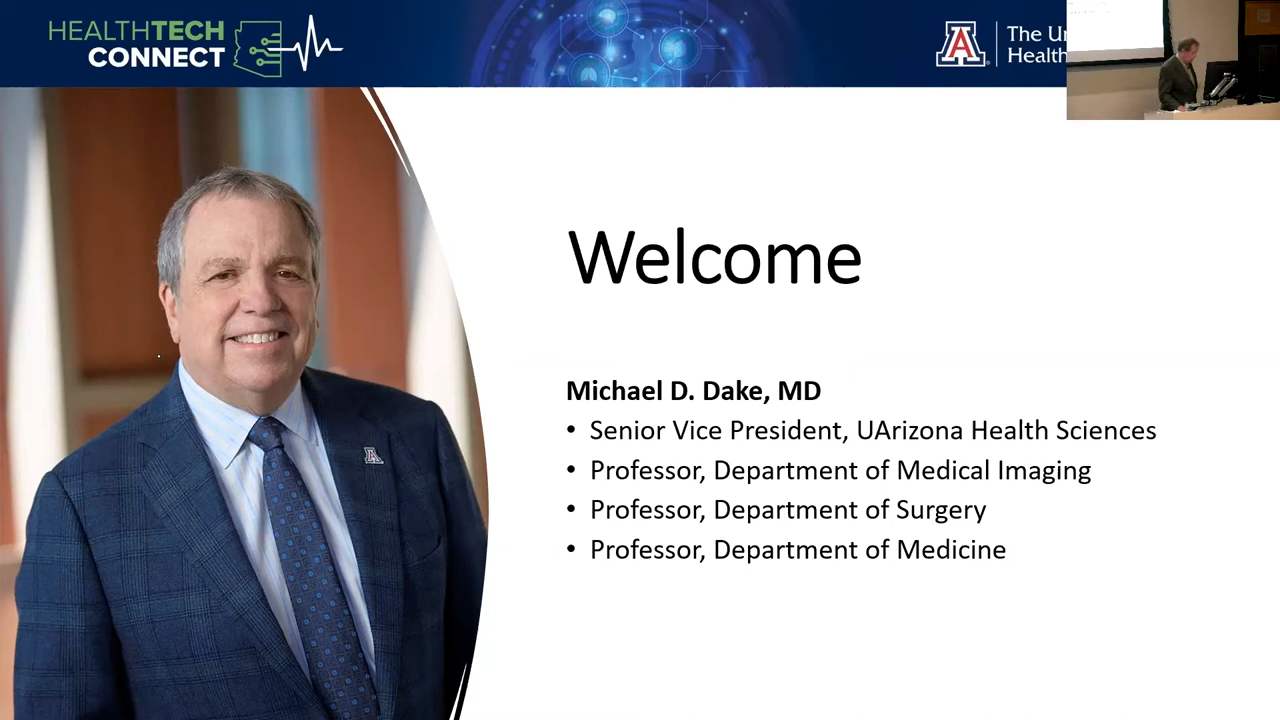 HEALTHTECH
CONNECT
A
The Un
Health
Welcome
Michael D. Dake, MD
• Senior Vice President, UArizona Health Sciences
• Professor, Department of Medical Imaging
• Professor, Department of Surgery
• Professor, Department of Medicine